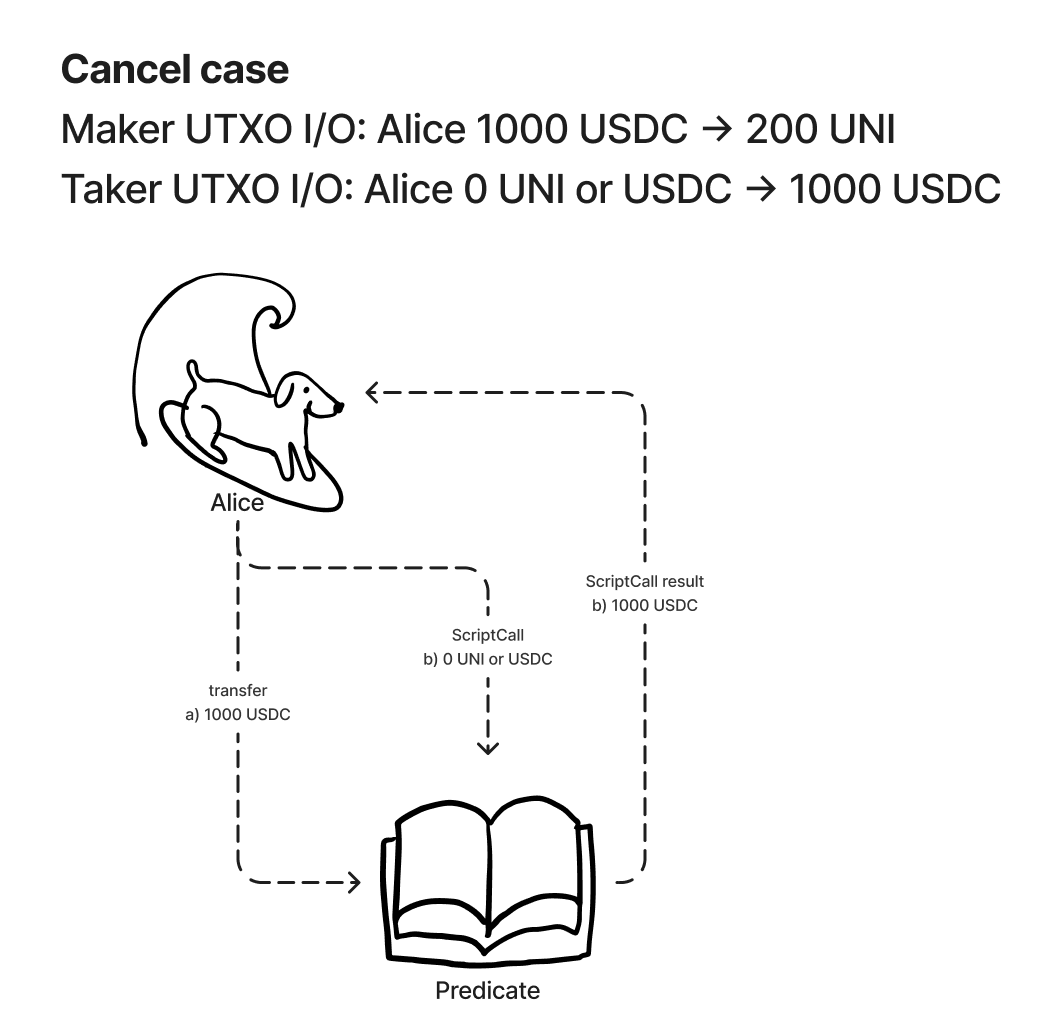 Cancel case
Maker UTXO I/O: Alice 1000 USDC → 200 UNI
Taker UTXO I/O: Alice 0 UNI or USDC → 1000 USDC
Alice
ScriptCall result
b) 1000 USDC
ScriptCall
b) 0 UNI or USDC
transfer
a) 1000 USDC
Predicate